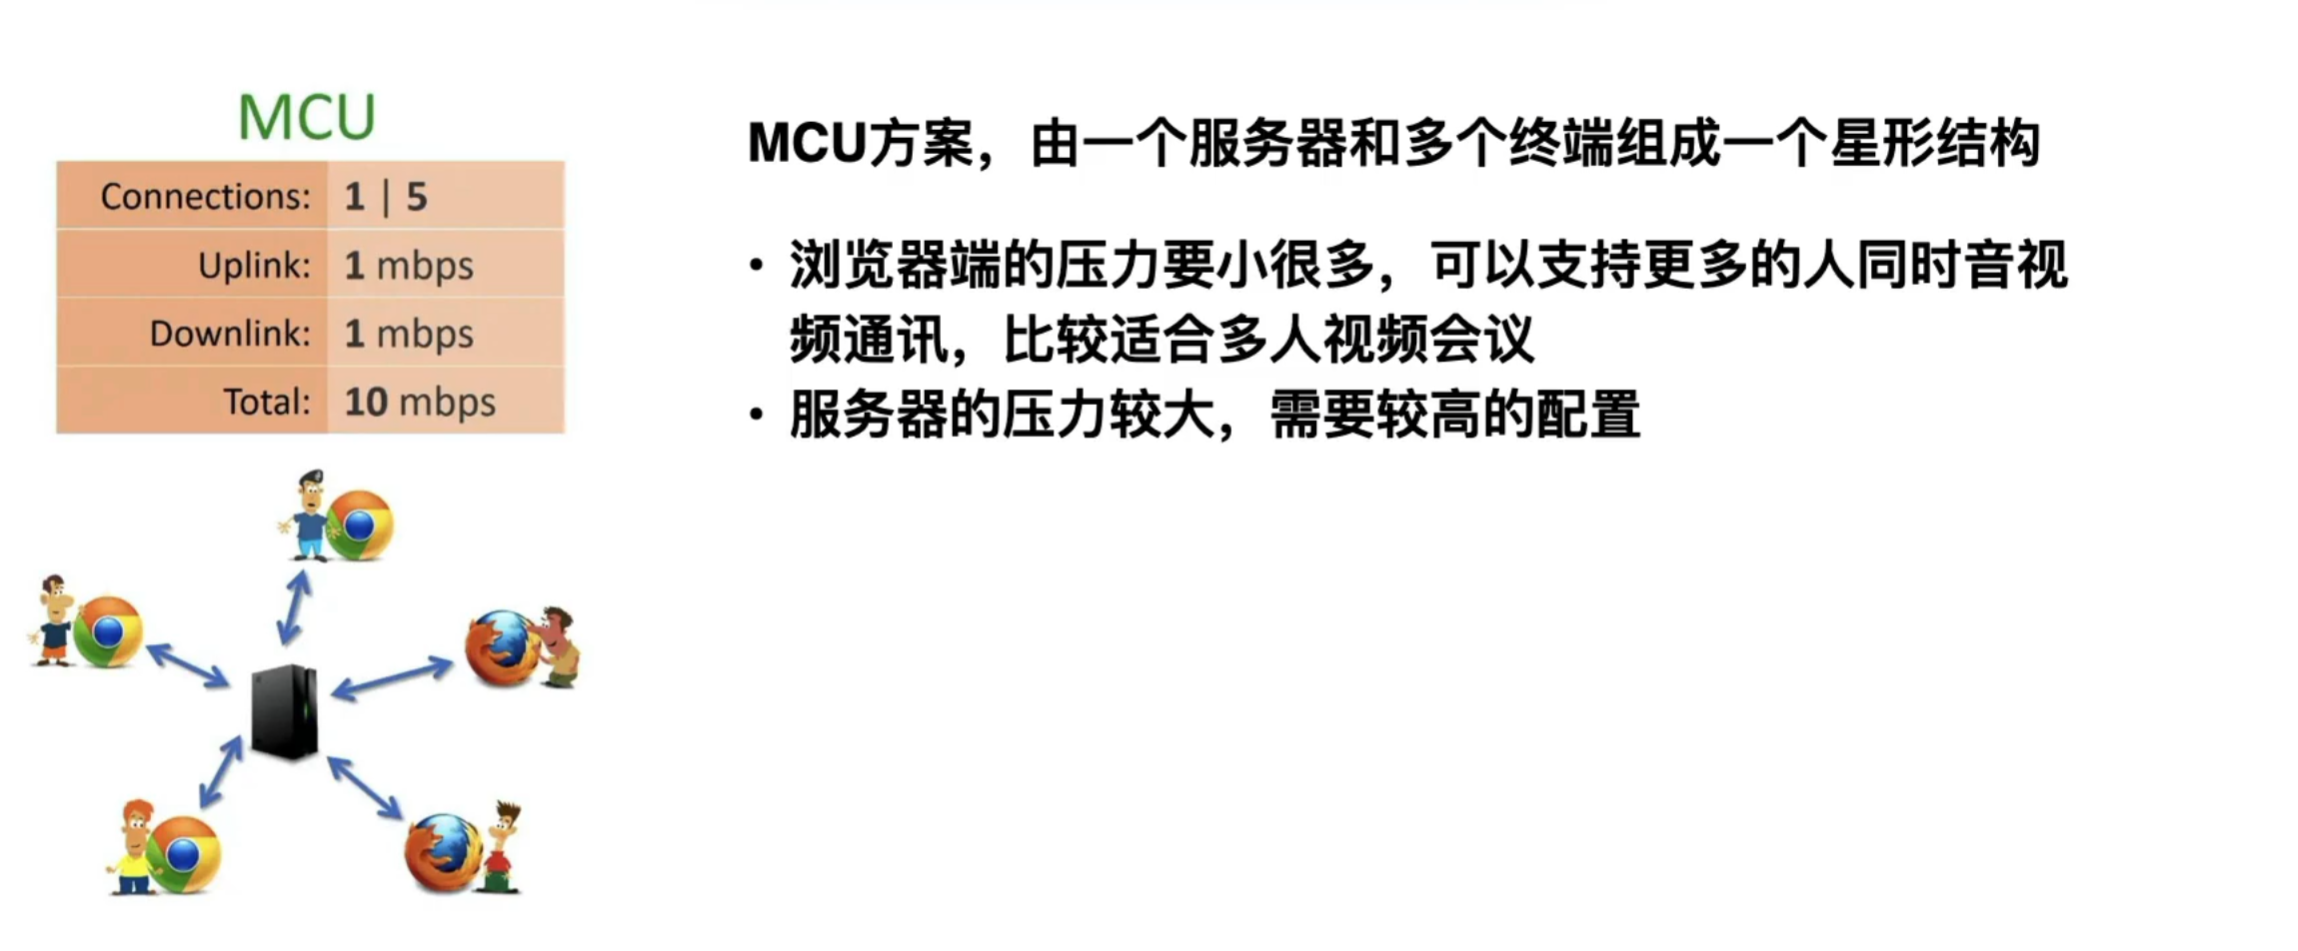 MCU
Connections: 1 | 5
Uplink: 1 mbps
Downlink: 1 mbps
Total: 10 mbps
MCU方案，由一个服务器和多个终端组成一个星形结构
• 浏览器端的压力要小很多，可以支持更多的人同时音视
频通讯，比较适合多人视频会议
• 服务器的压力较大，需要较高的配置